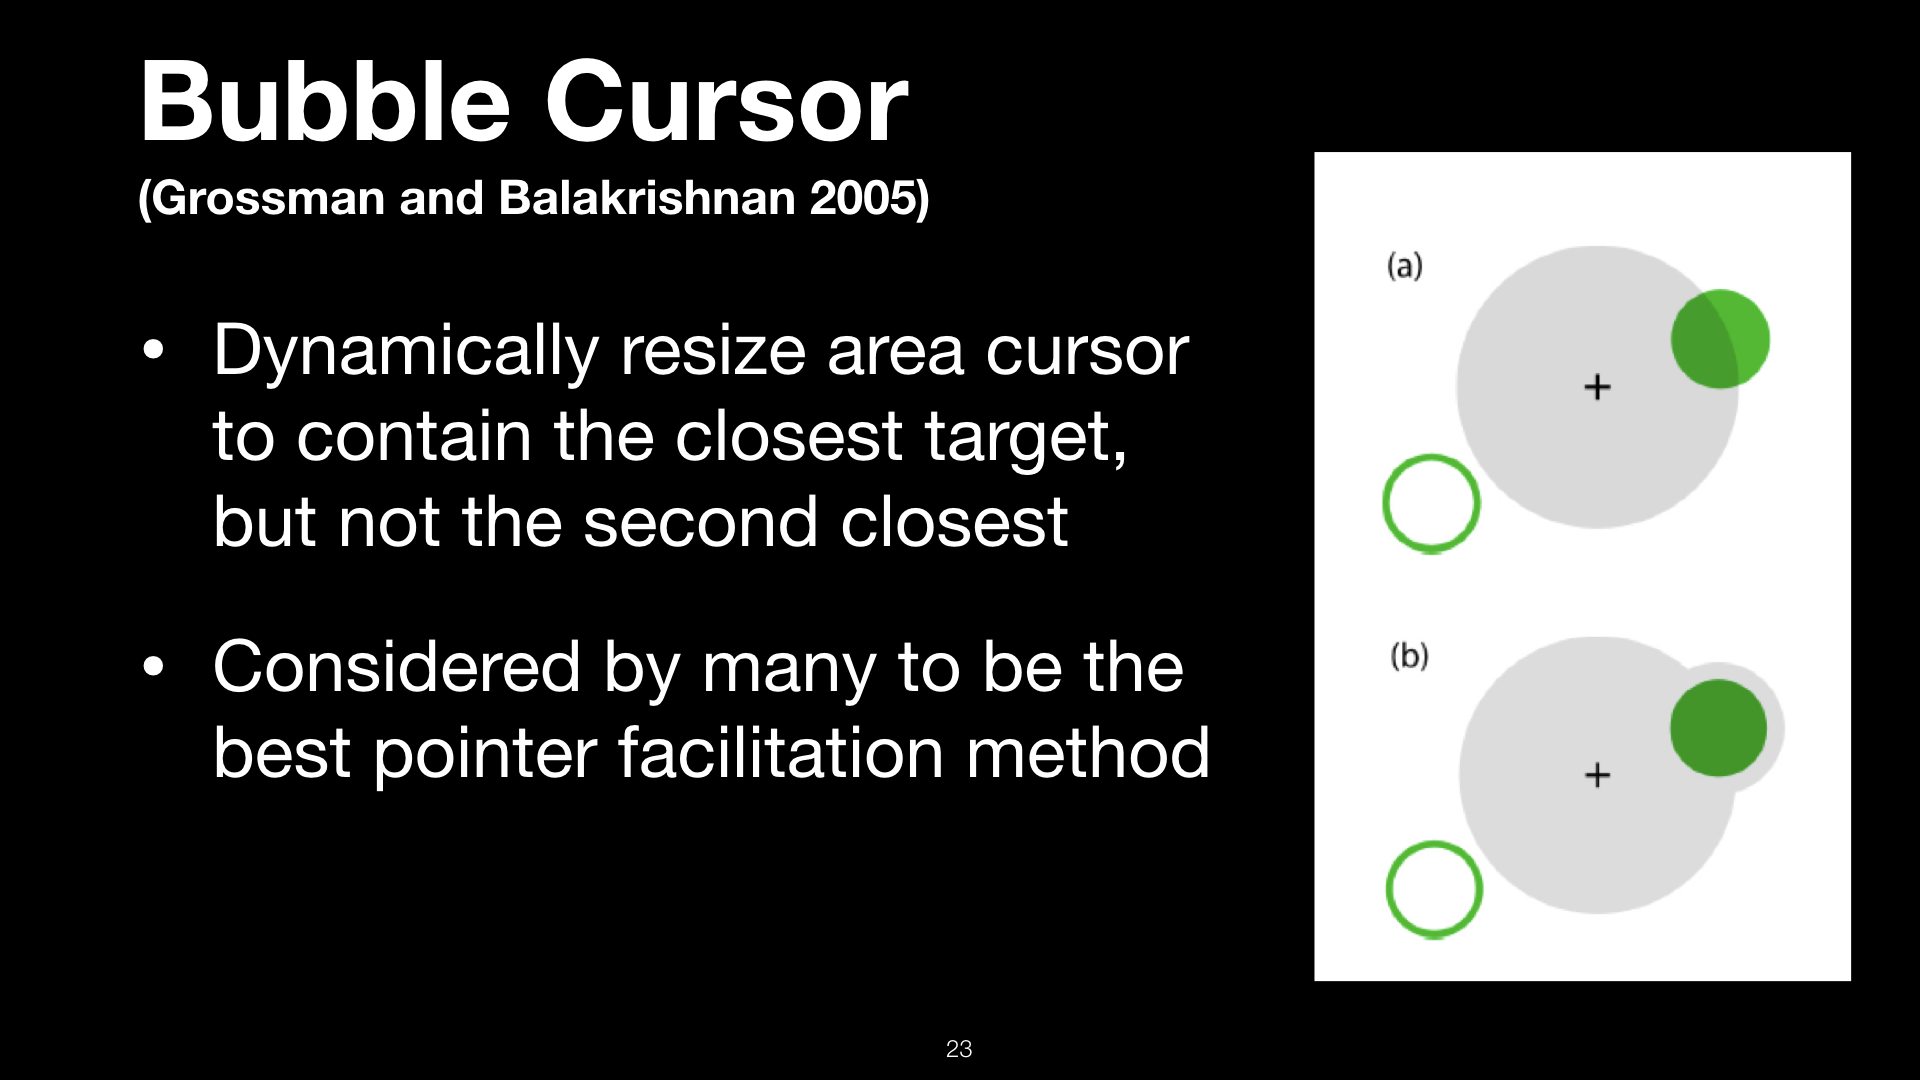 Bubble Cursor
(Grossman and Balakrishnan 2005)
• Dynamically resize area cursor
to contain the closest target,
but not the second closest
• Considered by many to be the
best pointer facilitation method
(a)
(b)
23